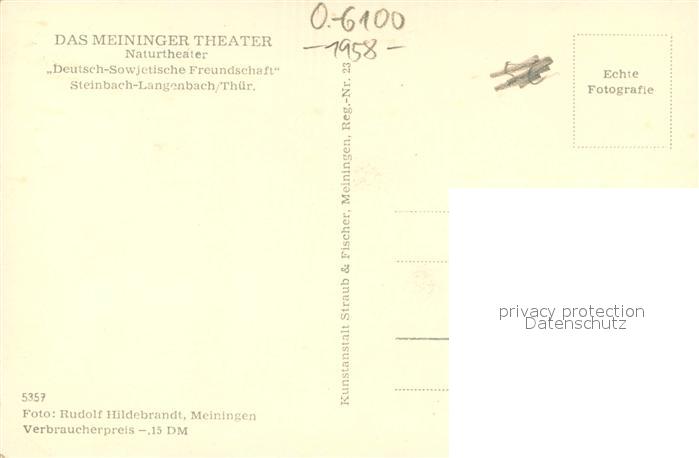 O.-6100
-1958-
DAS MEININGER THEATER
Naturtheater
„Deutsch-Sowjetische Freundschaft“
Steinbach-Langenbach/Thür.
Echte
Fotografie
Kunstanstalt Straub & Fischer, Meiningen, Reg.-Nr. 23
privacy protection
Datenschutz
5357
Foto: Rudolf Hildebrandt, Meiningen
Verbraucherpreis –,15 DM